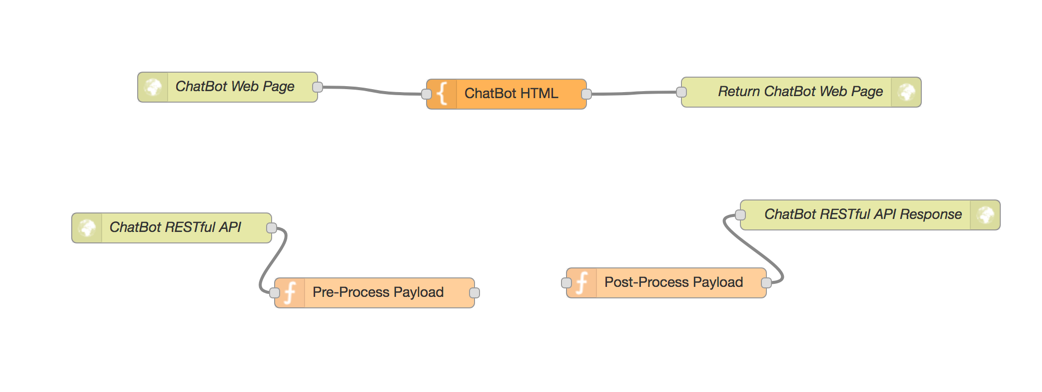 ChatBot Web Page
ChatBot HTML
Return ChatBot Web Page
ChatBot RESTful API
ChatBot RESTful API Response
Pre-Process Payload
Post-Process Payload